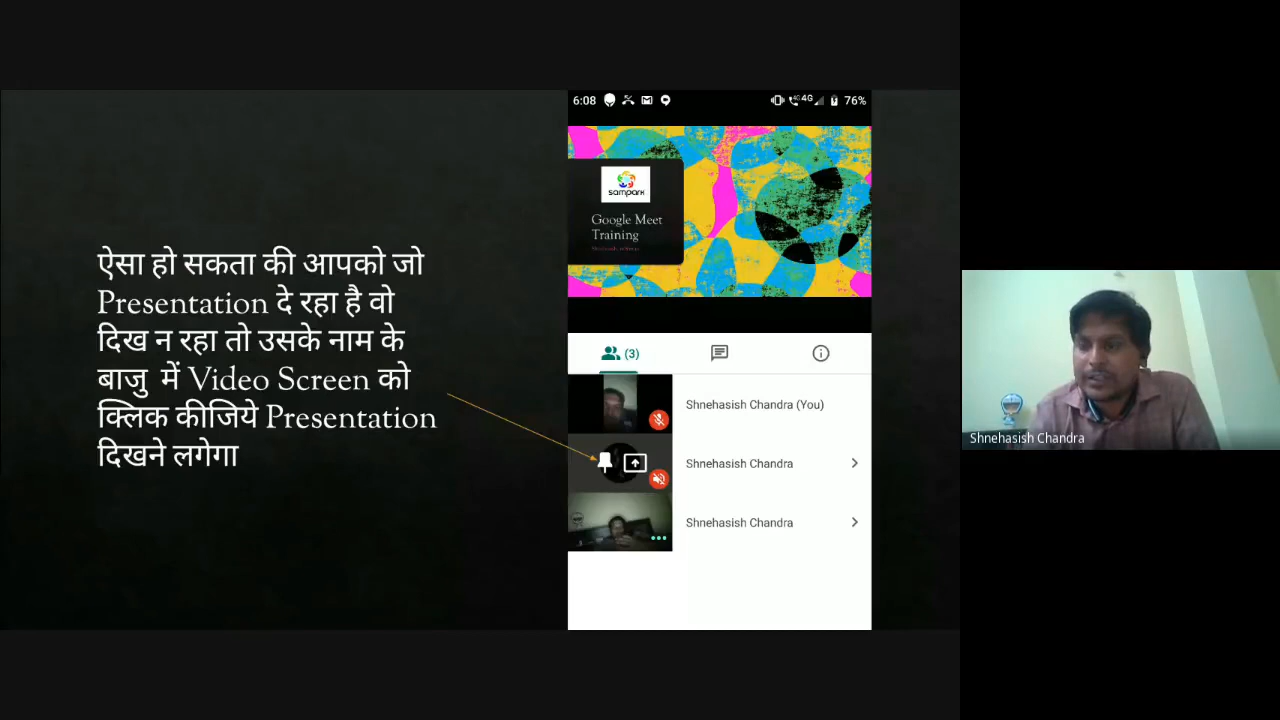 ऐसा हो सकता की आपको जो
Presentation दे रहा है वो
दिख न रहा तो उसके नाम के
बाजु में Video Screen को
क्लिक कीजिये Presentation
दिखने लगेगा
6:08
4G 76%
sampark
Google Meet
Training
(3)
Shnehasish Chandra (You)
Shnehasish Chandra
Shnehasish Chandra
Shnehasish Chandra